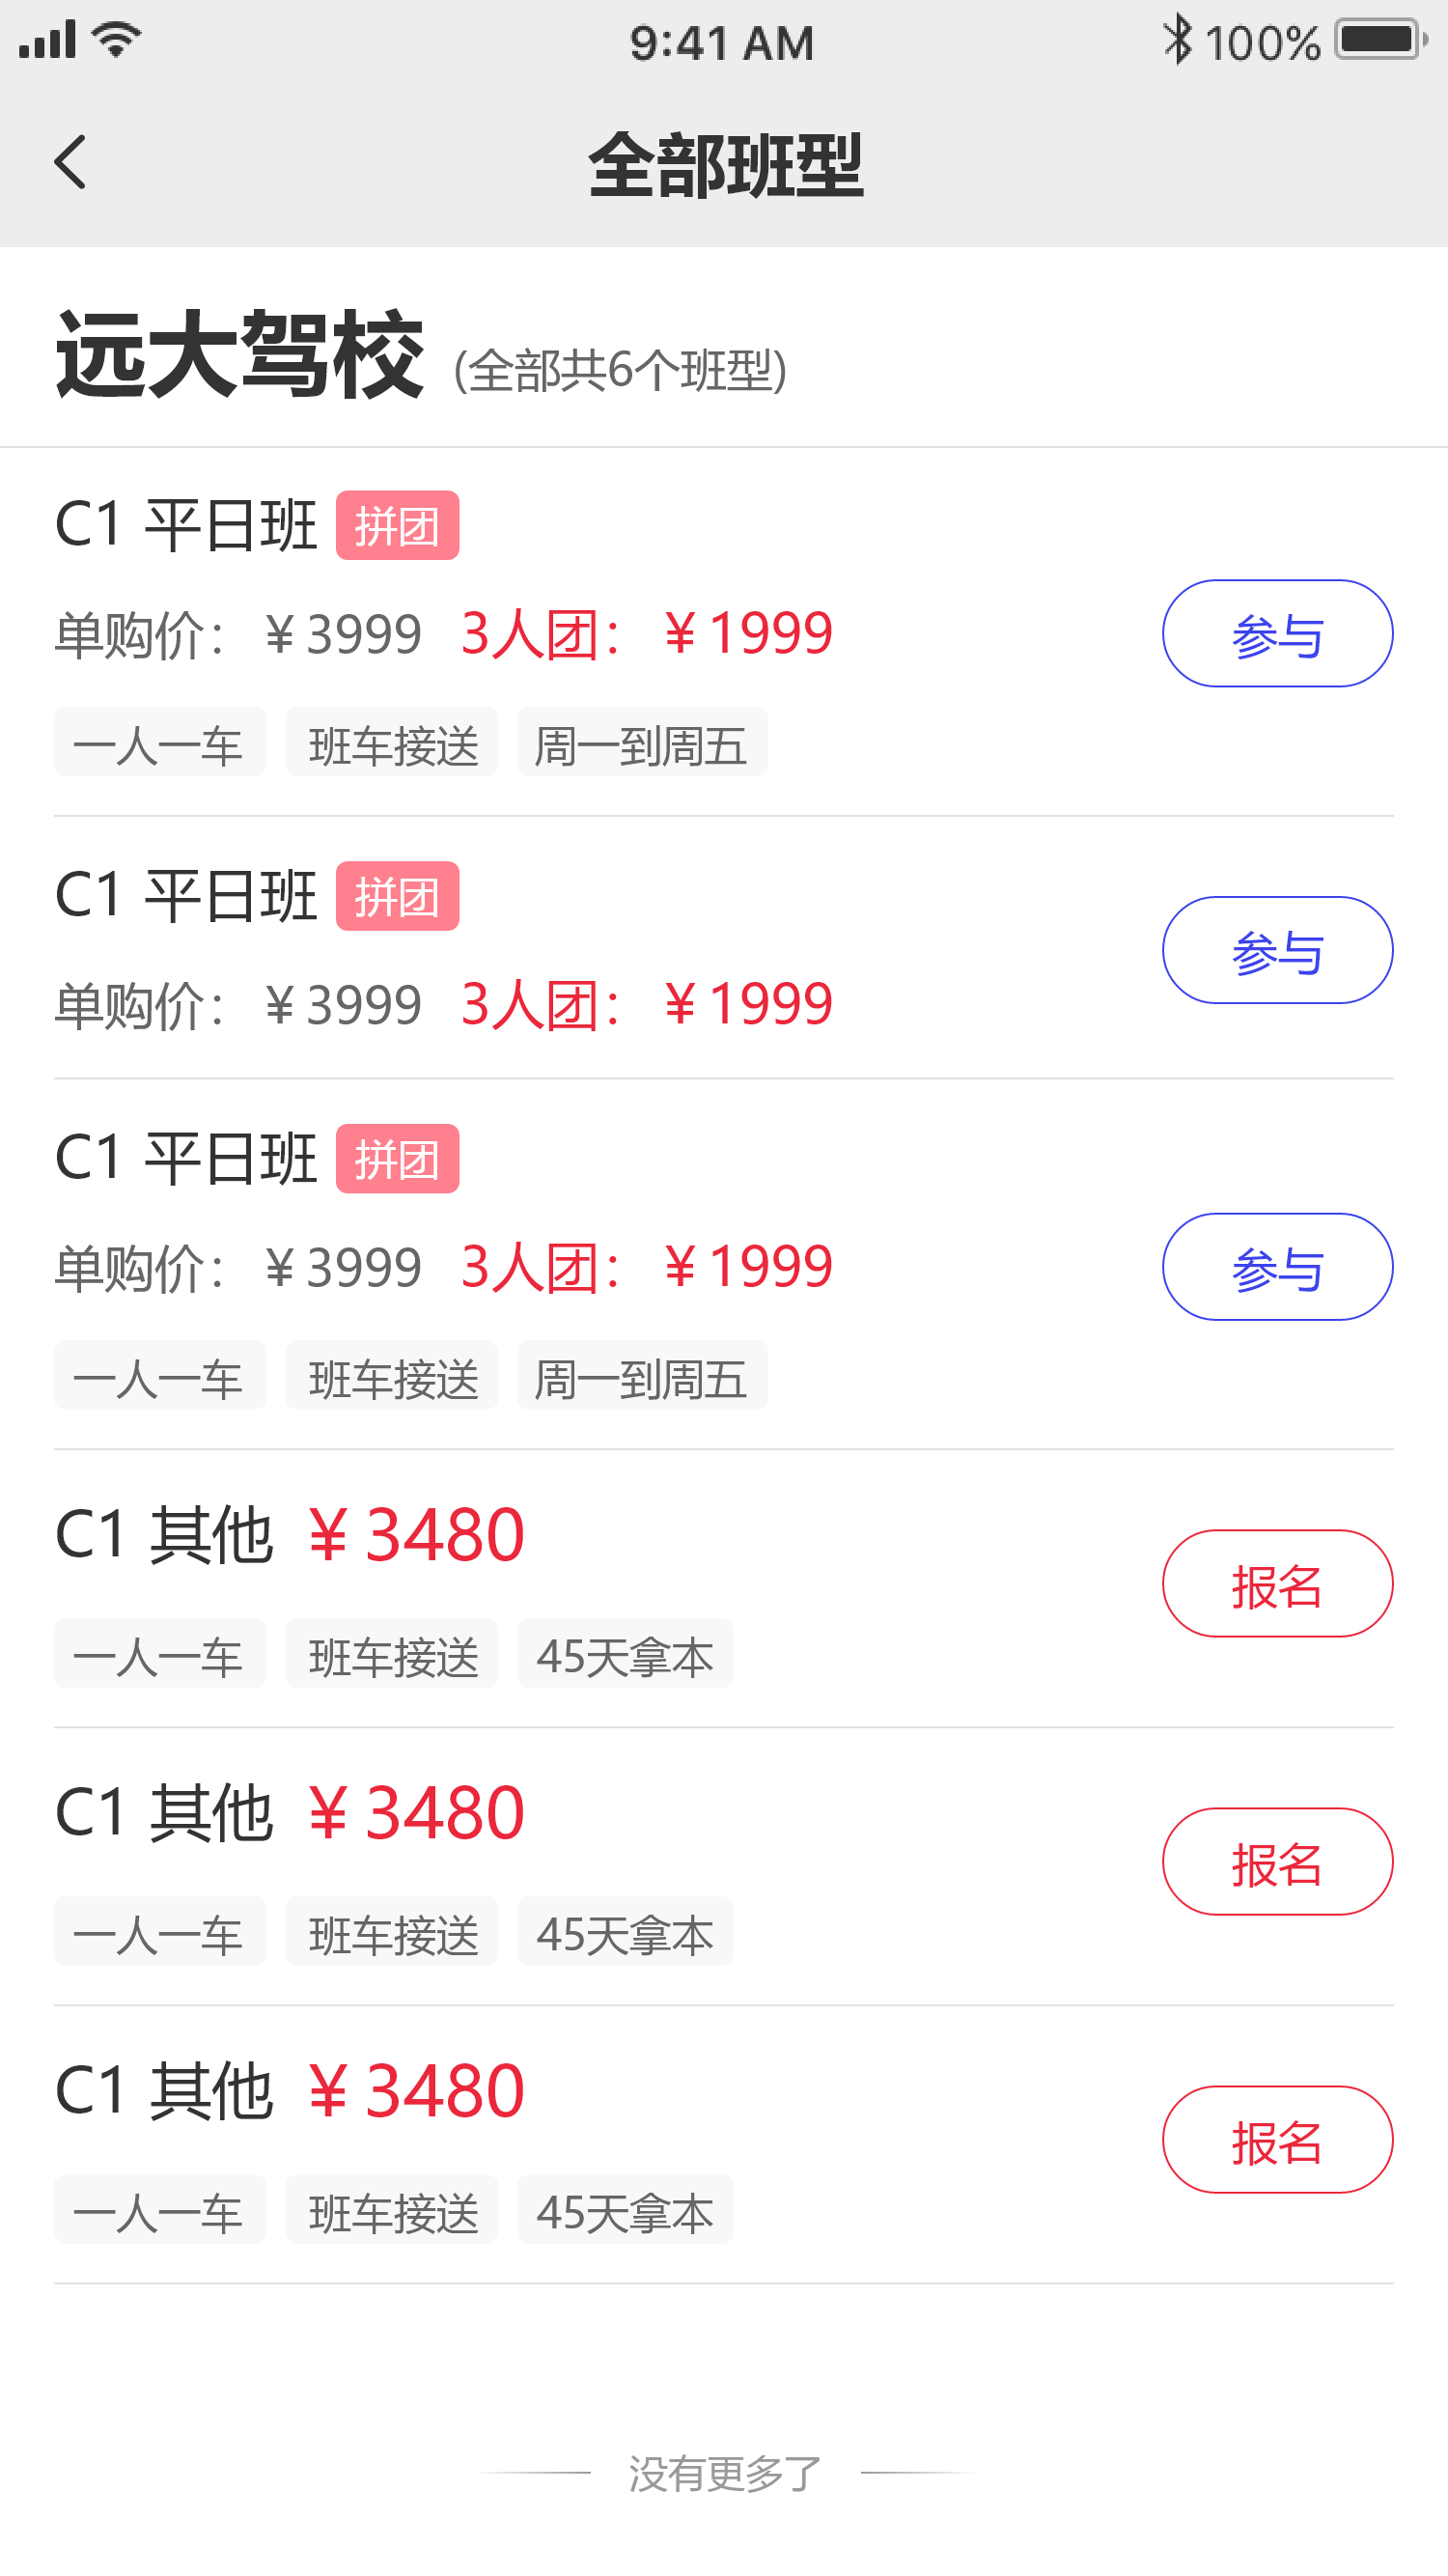 9:41 AM 100%
全部班型
远大驾校 (全部共6个班型)
C1 平日班 拼团
单购价：¥3999 3人团：¥1999
参与
一人一车 班车接送 周一到周五
C1 平日班 拼团
参与
单购价：¥3999 3人团：¥1999
C1 平日班 拼团
单购价：¥3999 3人团：¥1999
参与
一人一车 班车接送 周一到周五
C1 其他 ¥3480
报名
一人一车 班车接送 45天拿本
C1 其他 ¥3480
报名
一人一车 班车接送 45天拿本
C1 其他 ¥3480
报名
一人一车 班车接送 45天拿本
没有更多了